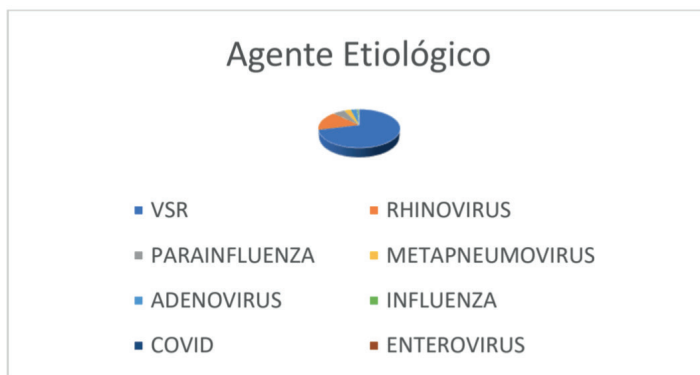 Agente Etiológico
VSR RHINOVIRUS
PARAINFLUENZA METAPNEUMOVIRUS
ADENOVIRUS INFLUENZA
COVID ENTEROVIRUS